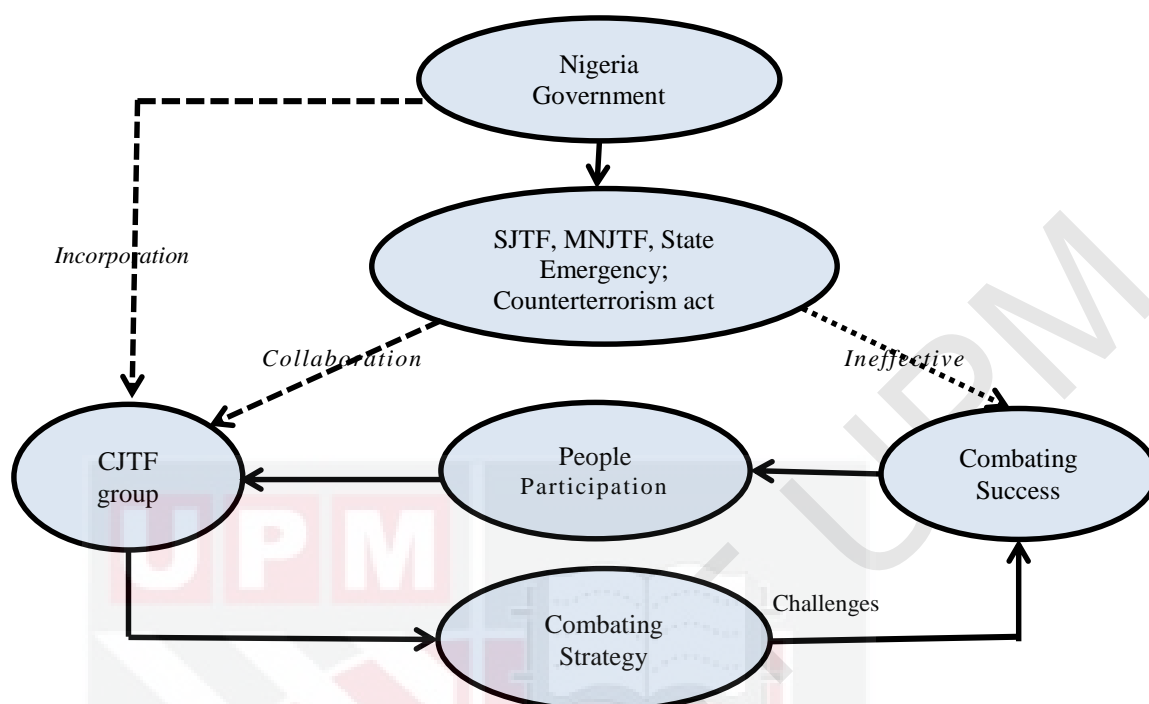 Nigeria
Government
SJTF, MNJTF, State
Emergency;
Counterterrorism act
Incorporation
Collaboration
Ineffective
CJTF
group
People
Participation
Combating
Success
Combating
Strategy
Challenges
UPM
T UPM